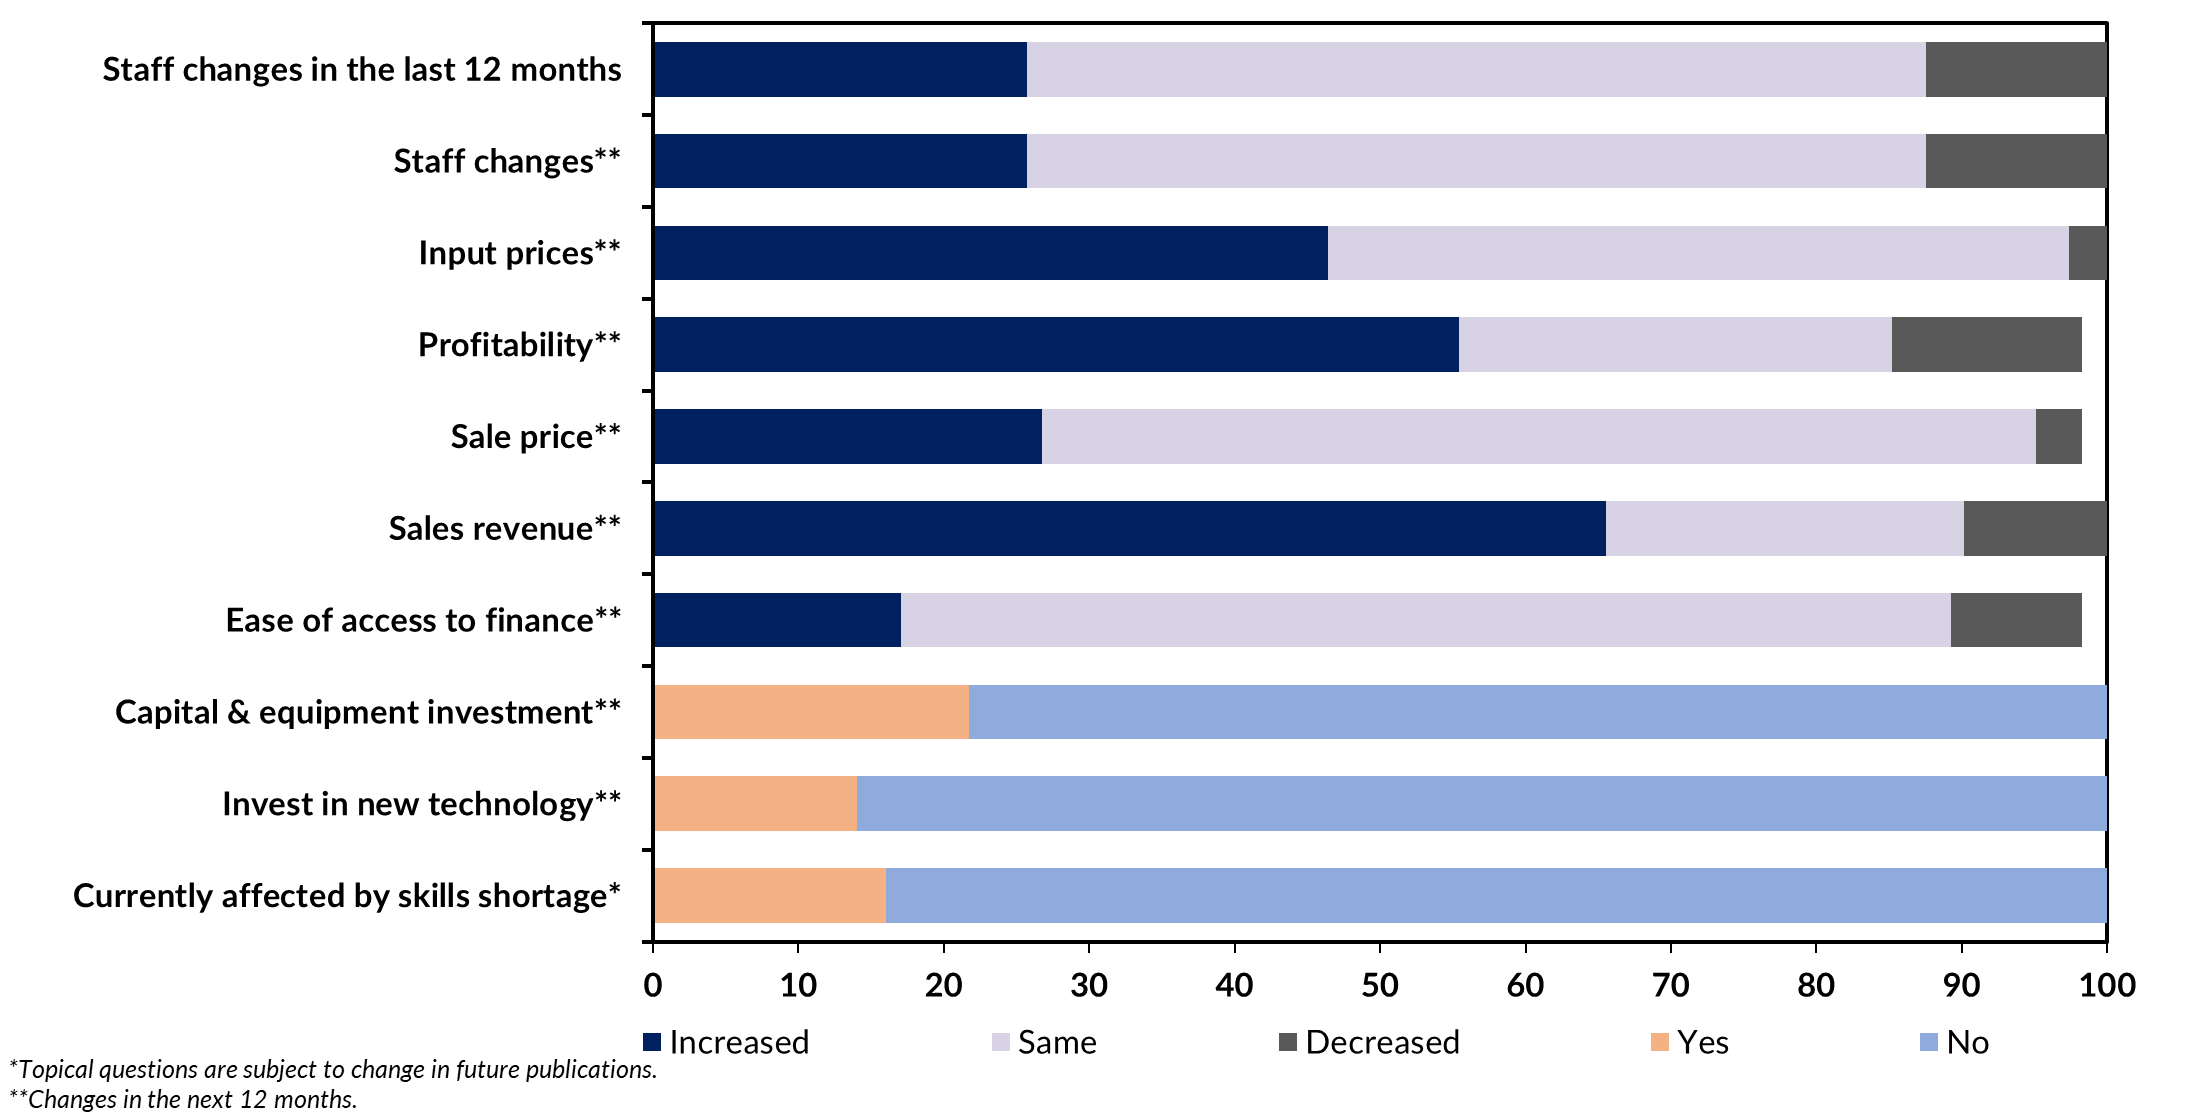 Staff changes in the last 12 months
Staff changes**
Input prices**
Profitability**
Sale price**
Sales revenue**
Ease of access to finance**
Capital & equipment investment**
Invest in new technology**
Currently affected by skills shortage*
0 10 20 30 40 50 60 70 80 90 100
Increased Same Decreased Yes No
*Topical questions are subject to change in future publications.
**Changes in the next 12 months.